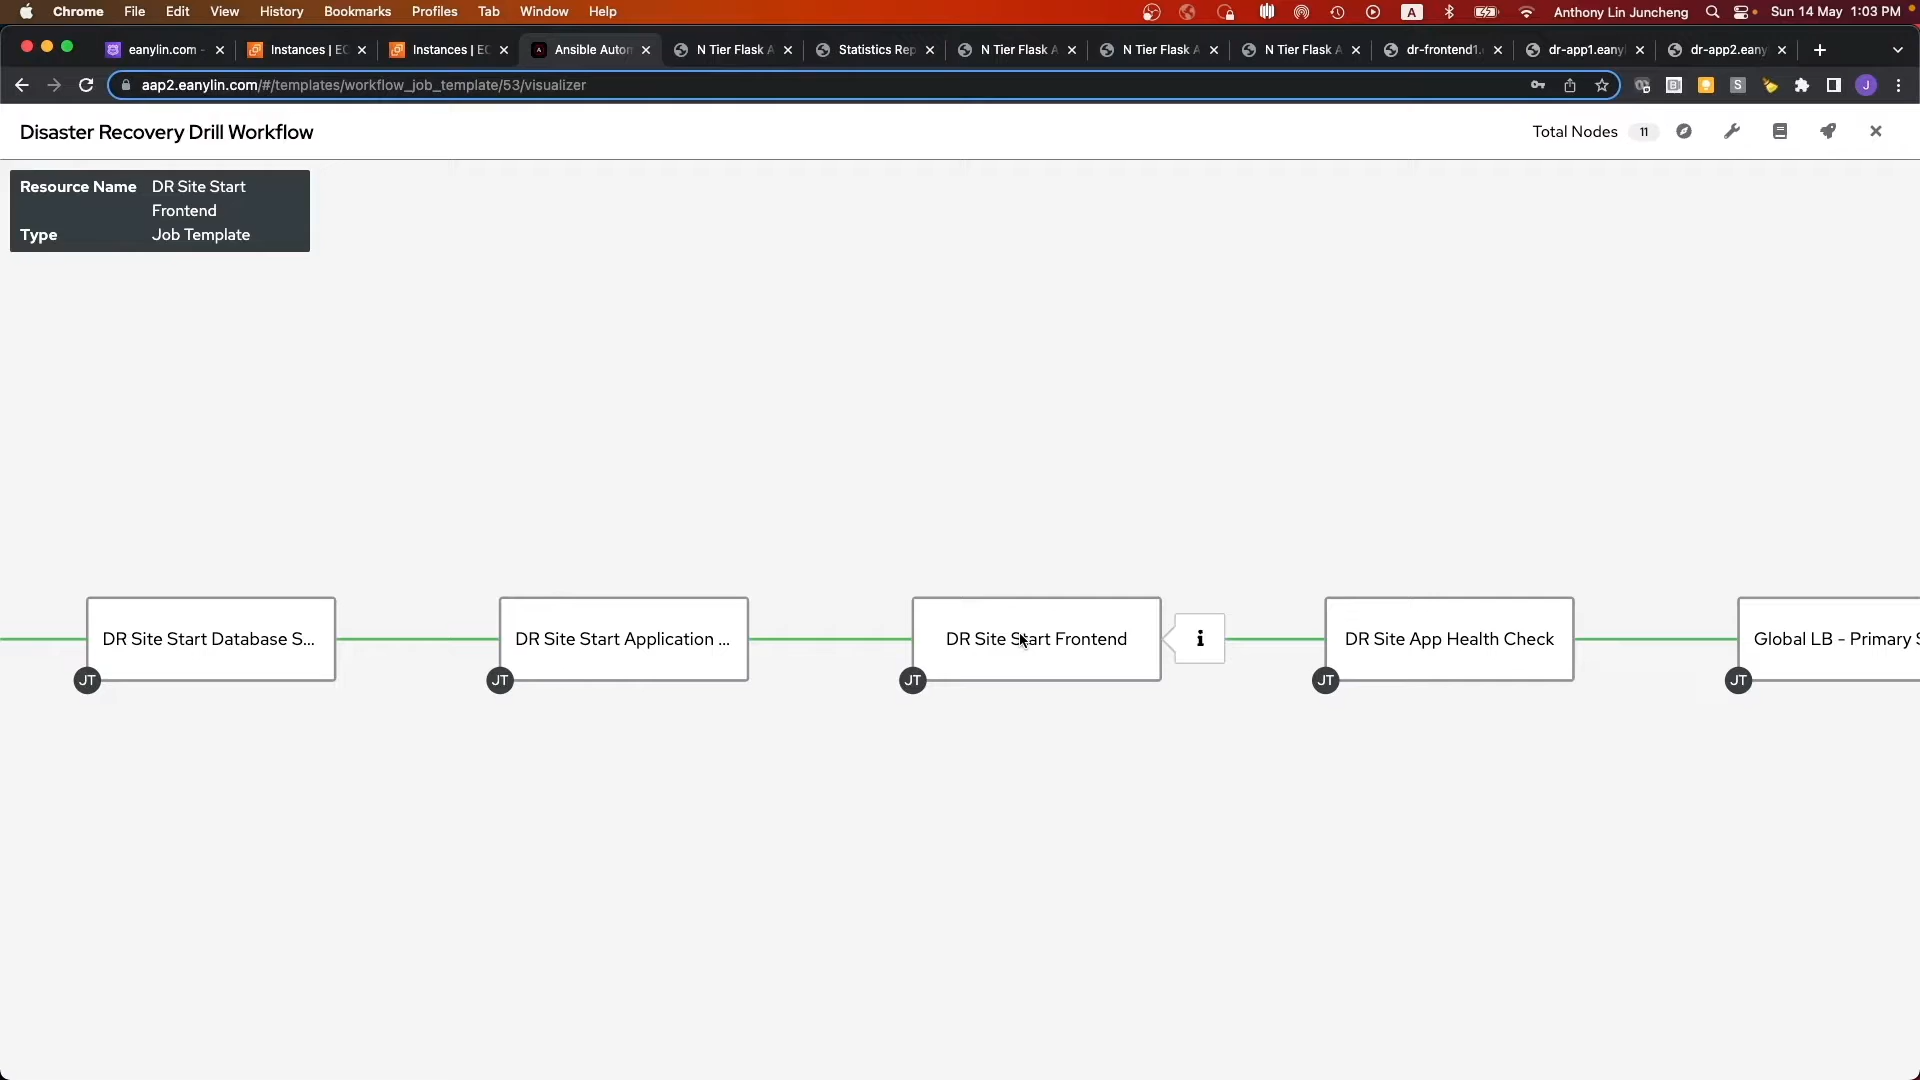 Chrome File Edit View History Bookmarks Profiles Tab Window Help A Anthony Lin Juncheng Sun 14 May 1:03 PM
eanylin.com - Instances | EC Instances | EC Ansible Autom N Tier Flask A Statistics Rep N Tier Flask A N Tier Flask A N Tier Flask A dr-frontend1. dr-app1.eanyl dr-app2.eany
aap2.eanylin.com/#/templates/workflow_job_template/53/visualizer S J
Disaster Recovery Drill Workflow Total Nodes 11
Resource Name DR Site Start
Frontend
Type Job Template
DR Site Start Database S... DR Site Start Application ... DR Site Start Frontend i DR Site App Health Check Global LB - Primary S
JT JT JT JT JT